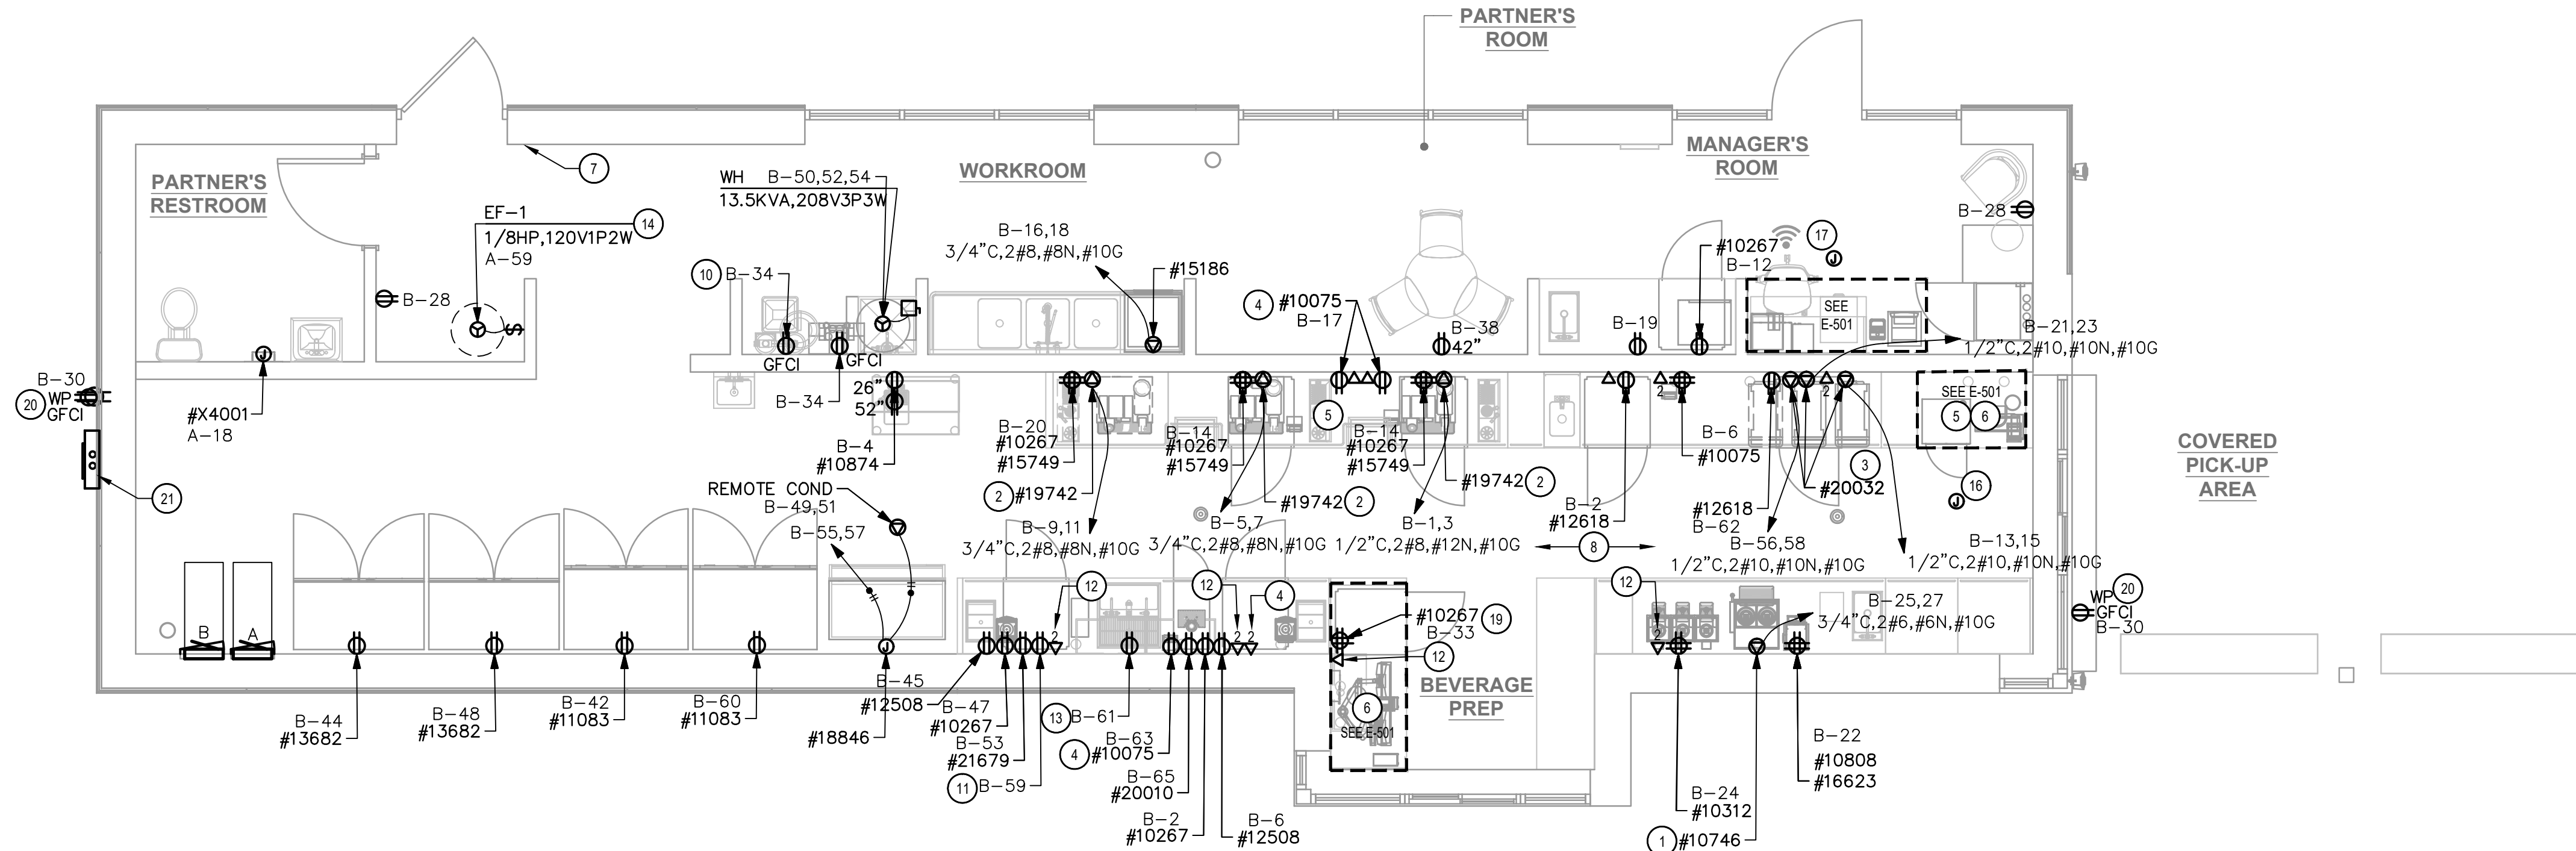 PARTNER'S
ROOM
PARTNER'S
RESTROOM
7
WORKROOM
MANAGER'S
ROOM
WH B-50,52,54
13.5KVA,208V3P3W
EF-1
14
1/8HP,120V1P2W
A-59
B-28
B-16,18
3/4"C,2#8,#8N,#10G
#15186
10
B-34
GFCI
GFCI
B-34
4
#10075
B-17
B-38
42"
B-19
#10267
B-12
17
J
B-28
SEE
E-501
B-21,23
1/2"C,2#10,#10N,#10G
J
#X4001
A-18
B-30
20
WP
GFCI
21
26"
52"
B-4
#10874
B-20
#10267
#15749
2
#19742
B-14
#10267
#15749
#19742
2
5
B-14
#10267
#15749
#19742
2
2
B-2
#12618
B-6
#10075
2
3
#20032
#12618
B-62
SEE E-501
5
6
16
J
COVERED
PICK-UP
AREA
REMOTE COND
B-49,51
B-55,57
B-9,11
3/4"C,2#8,#8N,#10G
B-5,7
3/4"C,2#8,#8N,#10G
B-1,3
1/2"C,2#8,#12N,#10G
8
B-56,58
1/2"C,2#10,#10N,#10G
B-13,15
1/2"C,2#10,#10N,#10G
12
12
4
12
2
2
2
2
#10267
19
B-33
12
B-25,27
3/4"C,2#6,#6N,#10G
WP
20
GFCI
B-30
B
A
J
BEVERAGE
PREP
6
SEE E-501
B-44
#13682
B-48
#13682
B-42
#11083
B-60
#11083
B-45
#12508
#18846
B-47
#10267
B-53
#21679
11
B-59
13
B-61
B-63
4
#10075
B-65
#20010
B-2
#10267
B-6
#12508
B-22
#10808
#16623
B-24
#10312
1
#10746